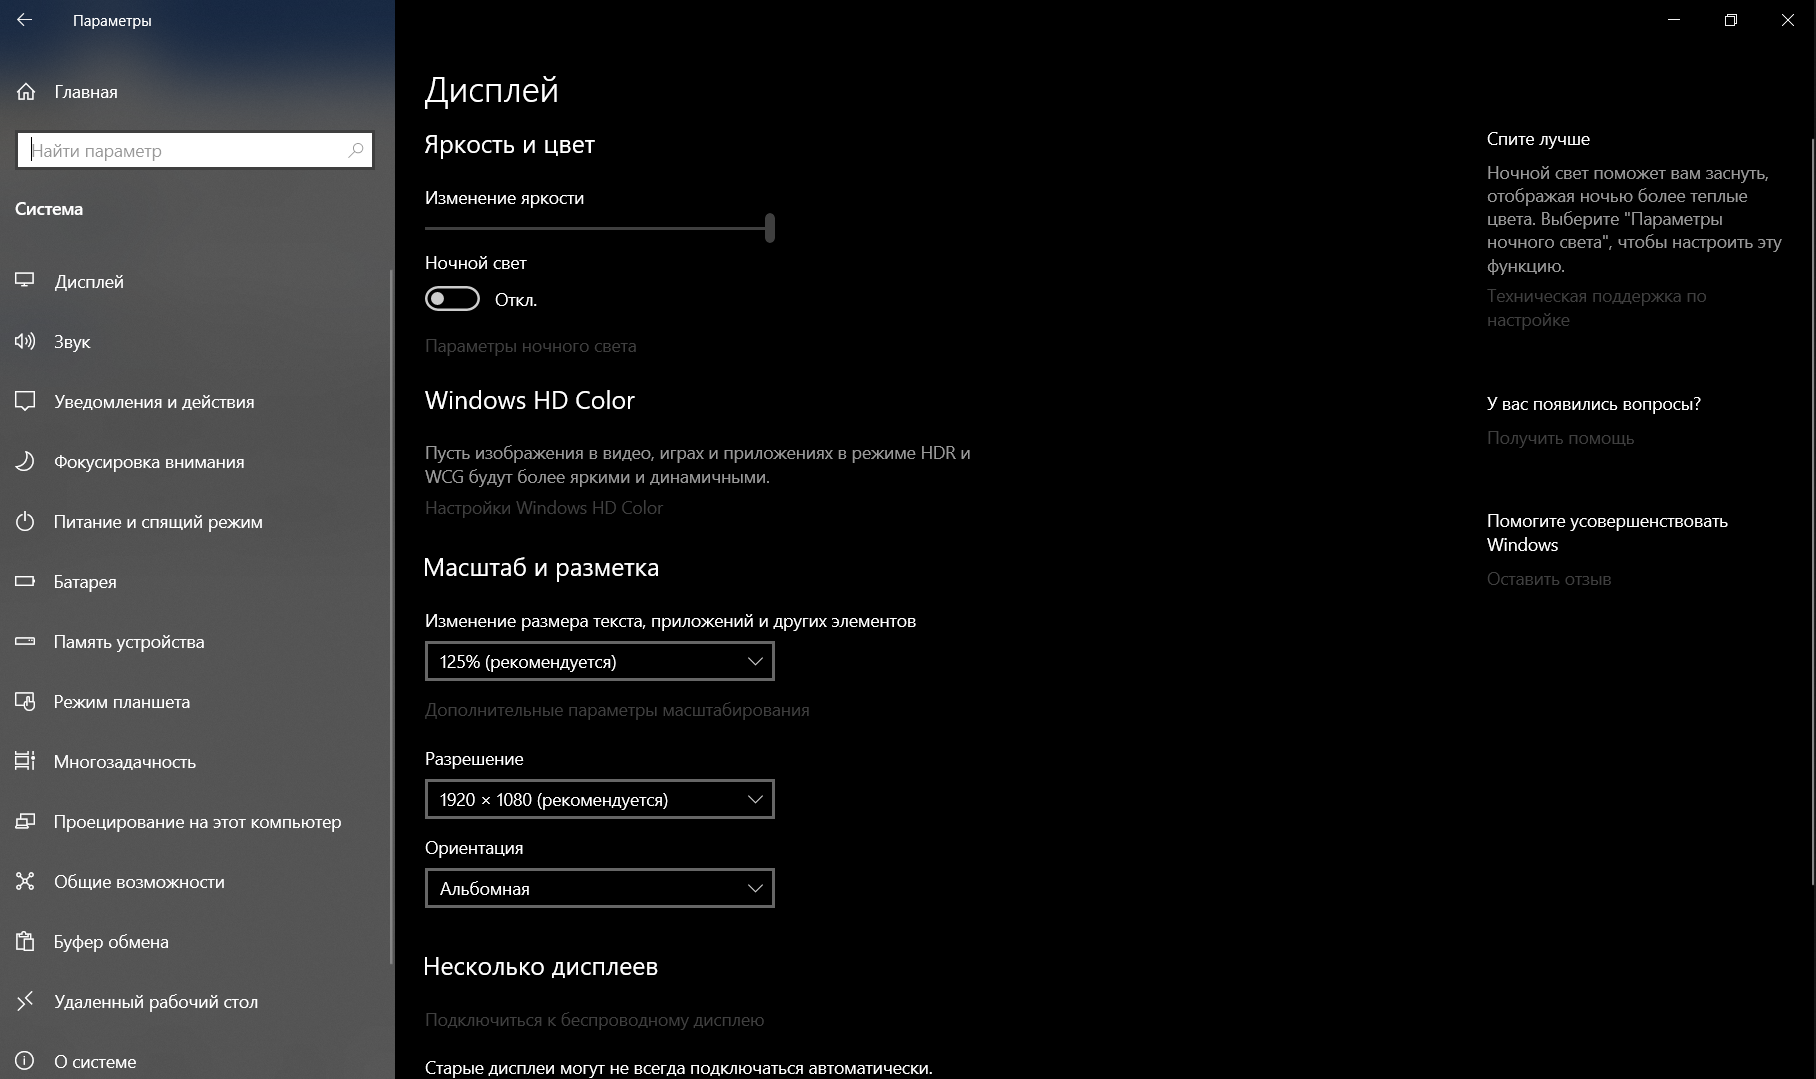 Параметры
Главная
Найти параметр
Система
Дисплей
Звук
Уведомления и действия
Фокусировка внимания
Питание и спящий режим
Батарея
Память устройства
Режим планшета
Многозадачность
Проецирование на этот компьютер
Общие возможности
Буфер обмена
Удаленный рабочий стол
О системе
Дисплей
Яркость и цвет
Изменение яркости
Ночной свет
Откл.
Параметры ночного света
Windows HD Color
Пусть изображения в видео, играх и приложениях в режиме HDR и
WCG будут более яркими и динамичными.
Настройки Windows HD Color
Масштаб и разметка
Изменение размера текста, приложений и других элементов
125% (рекомендуется)
Дополнительные параметры масштабирования
Разрешение
1920 × 1080 (рекомендуется)
Ориентация
Альбомная
Несколько дисплеев
Подключиться к беспроводному дисплею
Старые дисплеи могут не всегда подключаться автоматически.
Спите лучше
Ночной свет поможет вам заснуть,
отображая ночью более теплые
цвета. Выберите "Параметры
ночного света", чтобы настроить эту
функцию.
Техническая поддержка по
настройке
У вас появились вопросы?
Получить помощь
Помогите усовершенствовать
Windows
Оставить отзыв